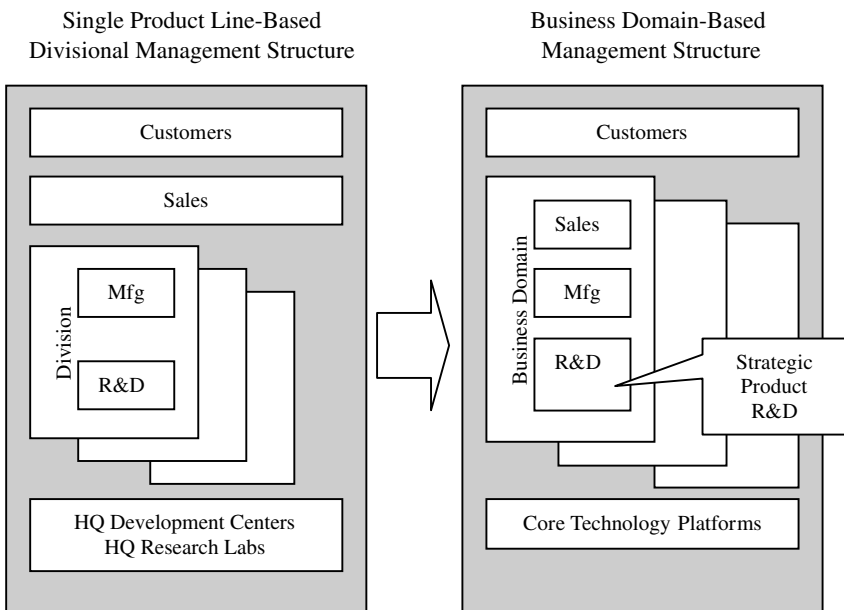 Single Product Line-Based
Divisional Management Structure
Customers
Sales
Division
Mfg
R&D
HQ Development Centers
HQ Research Labs
Business Domain-Based
Management Structure
Customers
Business Domain
Sales
Mfg
R&D
Strategic
Product
R&D
Core Technology Platforms